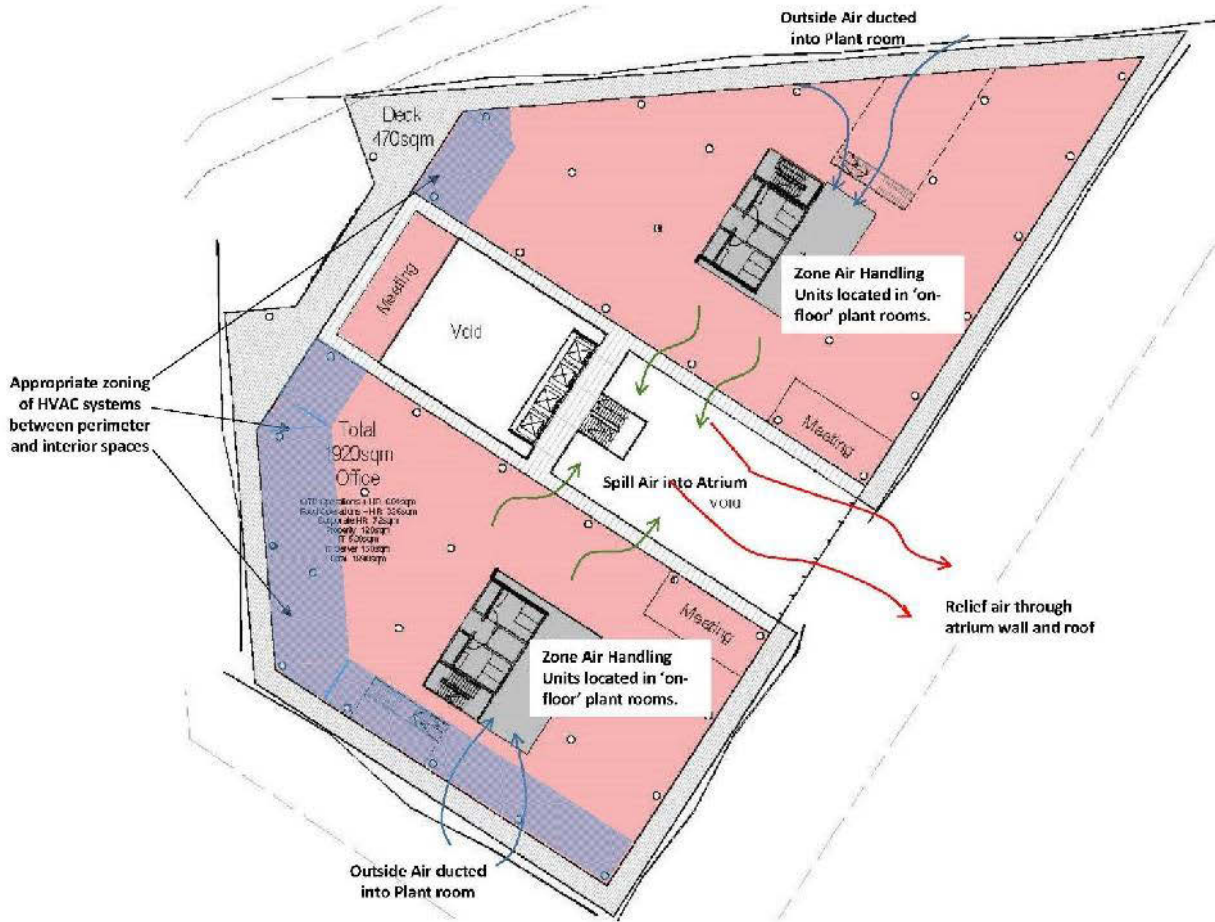 Outside Air ducted
into Plant room
Deck
470sqm
Zone Air Handling
Units located in ‘on-
floor’ plant rooms.
Meeting
Void
Appropriate zoning
of HVAC systems
between perimeter
and interior spaces
Total
1920sqm
Office
Meeting
Spill Air into Atrium
void
Meeting
Relief air through
atrium wall and roof
Zone Air Handling
Units located in ‘on-
floor’ plant rooms.
Outside Air ducted
into Plant room